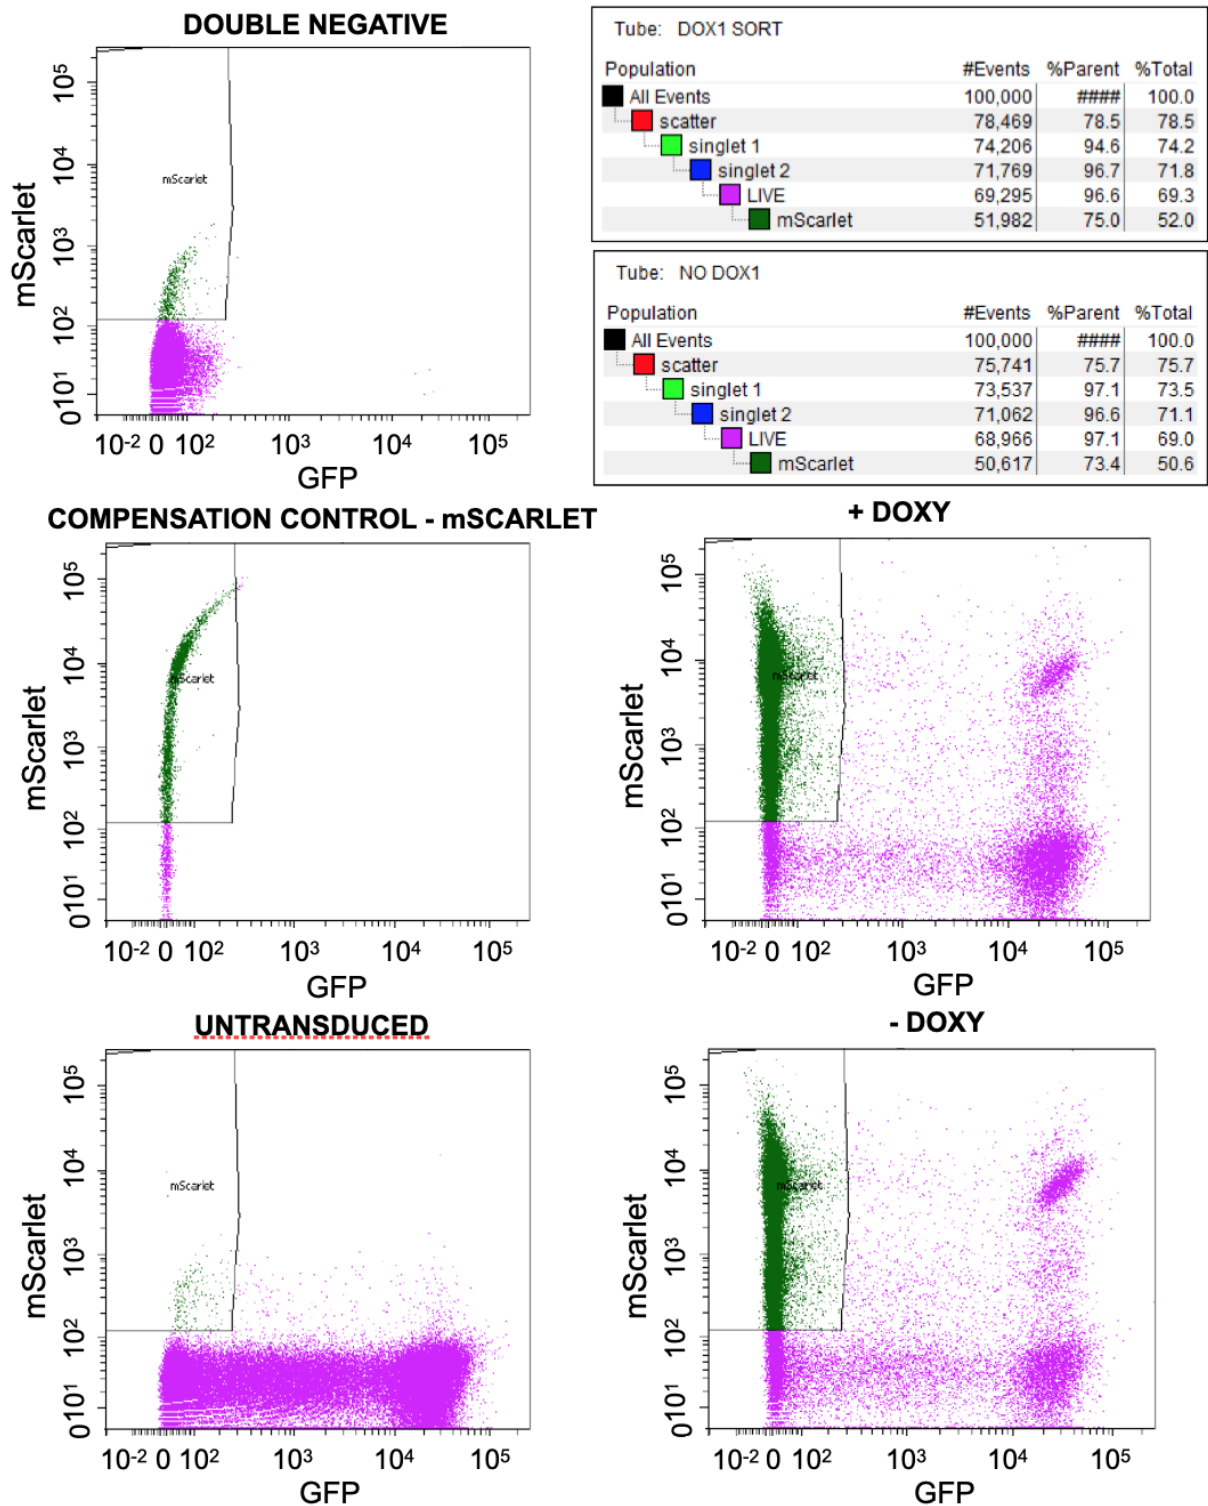 DOUBLE NEGATIVE
mScarlet
10⁵
10⁴
10³
10²
10¹
0
mScarlet
10⁻² 0 10² 10³ 10⁴ 10⁵
GFP
Tube: DOX1 SORT
Population #Events %Parent %Total
All Events 100,000 #### 100.0
scatter 78,469 78.5 78.5
singlet 1 74,206 94.6 74.2
singlet 2 71,769 96.7 71.8
LIVE 69,295 96.6 69.3
mScarlet 51,982 75.0 52.0
Tube: NO DOX1
Population #Events %Parent %Total
All Events 100,000 #### 100.0
scatter 75,741 75.7 75.7
singlet 1 73,537 97.1 73.5
singlet 2 71,062 96.6 71.1
LIVE 68,966 97.1 69.0
mScarlet 50,617 73.4 50.6
COMPENSATION CONTROL - mSCARLET
mScarlet
10⁵
10⁴
10³
10²
10¹
0
mScarlet
10⁻² 0 10² 10³ 10⁴ 10⁵
GFP
+ DOXY
mScarlet
10⁵
10⁴
10³
10²
10¹
0
mScarlet
10⁻² 0 10² 10³ 10⁴ 10⁵
GFP
UNTRANSDUCED
mScarlet
10⁵
10⁴
10³
10²
10¹
0
mScarlet
10⁻² 0 10² 10³ 10⁴ 10⁵
GFP
- DOXY
mScarlet
10⁵
10⁴
10³
10²
10¹
0
mScarlet
10⁻² 0 10² 10³ 10⁴ 10⁵
GFP